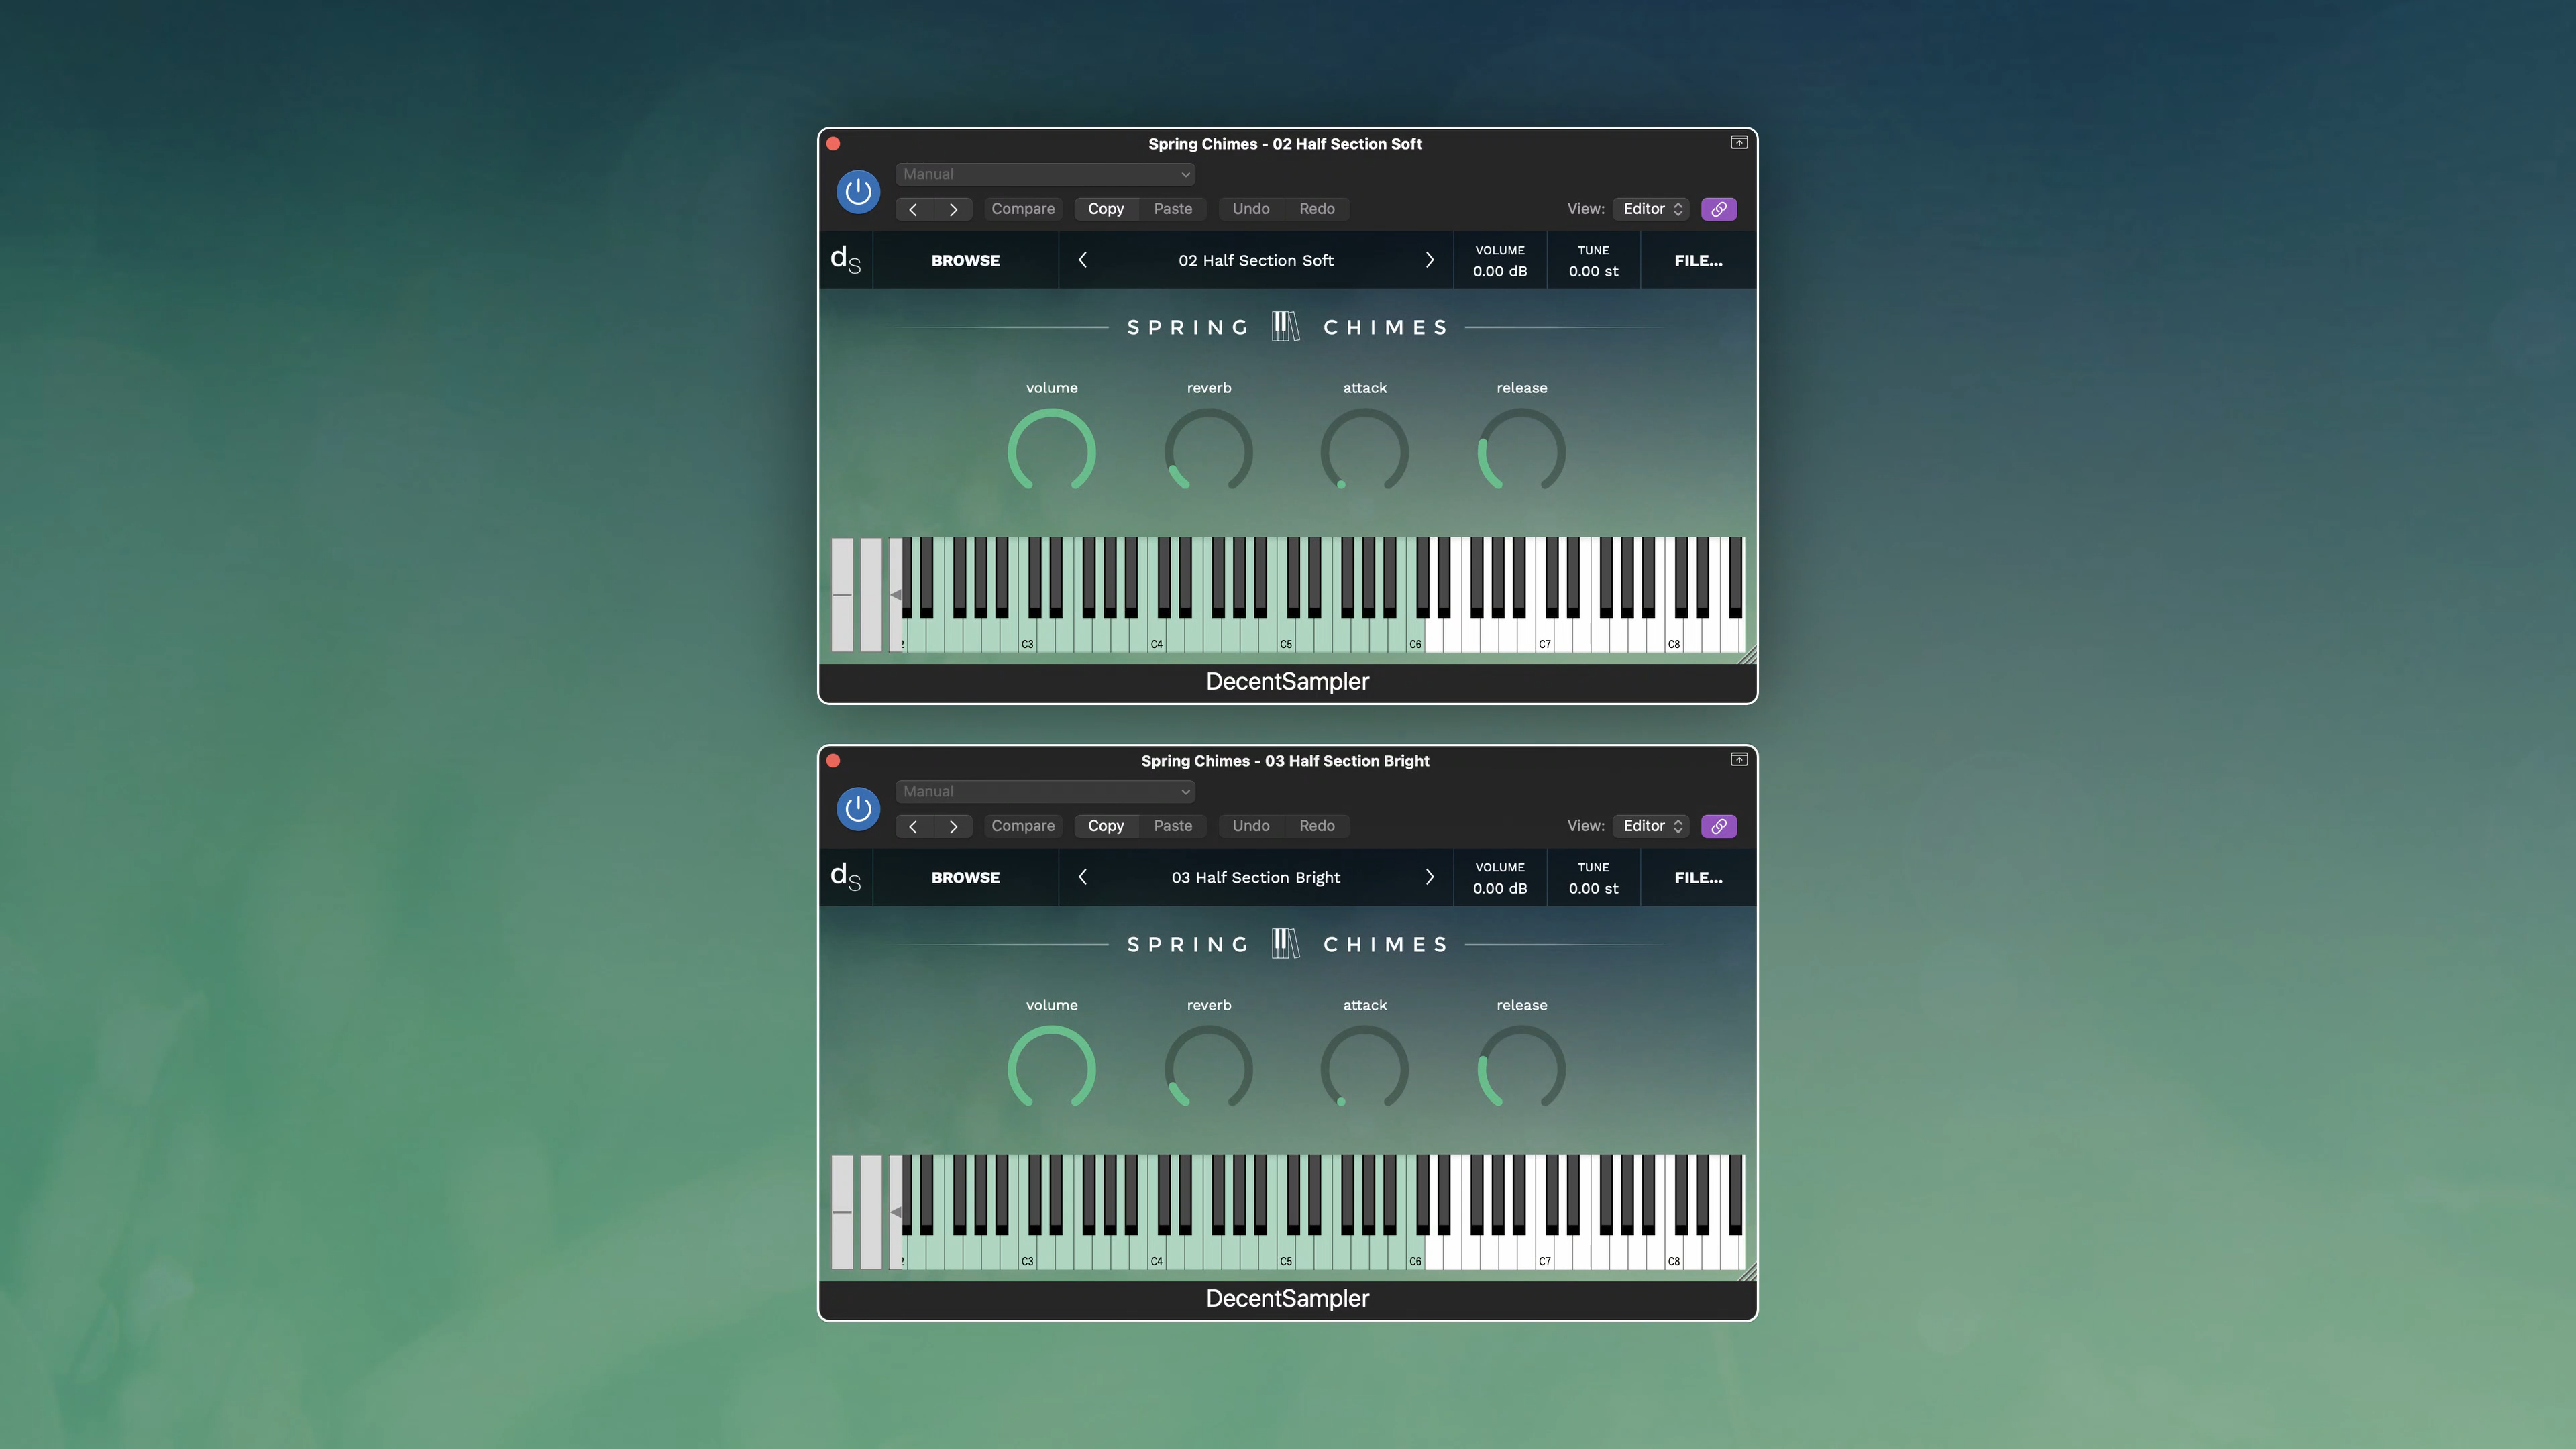 Spring Chimes - 02 Half Section Soft
Manual
Compare Copy Paste Undo Redo View: Editor
ds BROWSE 02 Half Section Soft VOLUME 0.00 dB TUNE 0.00 st FILE...
SPRING CHIMES
volume reverb attack release
C3 C4 C5 C6 C7 C8
DecentSampler
Spring Chimes - 03 Half Section Bright
Manual
Compare Copy Paste Undo Redo View: Editor
ds BROWSE 03 Half Section Bright VOLUME 0.00 dB TUNE 0.00 st FILE...
SPRING CHIMES
volume reverb attack release
C3 C4 C5 C6 C7 C8
DecentSampler